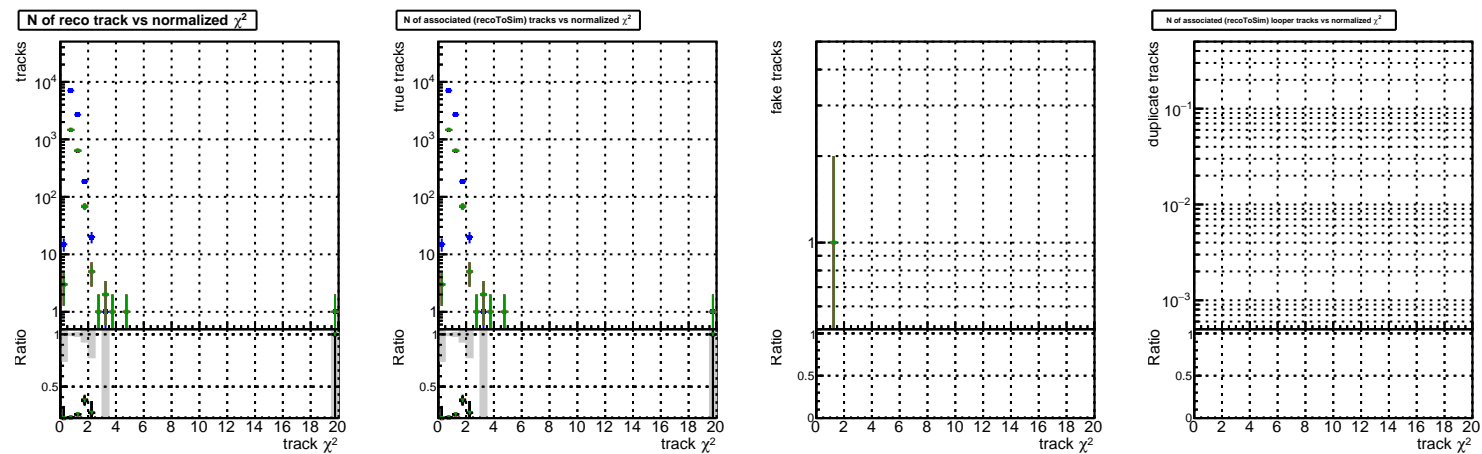 N of reco track vs normalized χ²
tracks
10⁴
10³
10²
10
1
Ratio
1
0.5
0 2 4 6 8 10 12 14 16 18 20
track χ²
N of associated (recoToSim) tracks vs normalized χ²
true tracks
10⁴
10³
10²
10
1
Ratio
1
0.5
0 2 4 6 8 10 12 14 16 18 20
track χ²
fake tracks
1
Ratio
1
0.5
0
0 2 4 6 8 10 12 14 16 18 20
track χ²
N of associated (recoToSim) looper tracks vs normalized χ²
duplicate tracks
10⁻¹
10⁻²
10⁻³
Ratio
1
0.5
0
0 2 4 6 8 10 12 14 16 18 20
track χ²